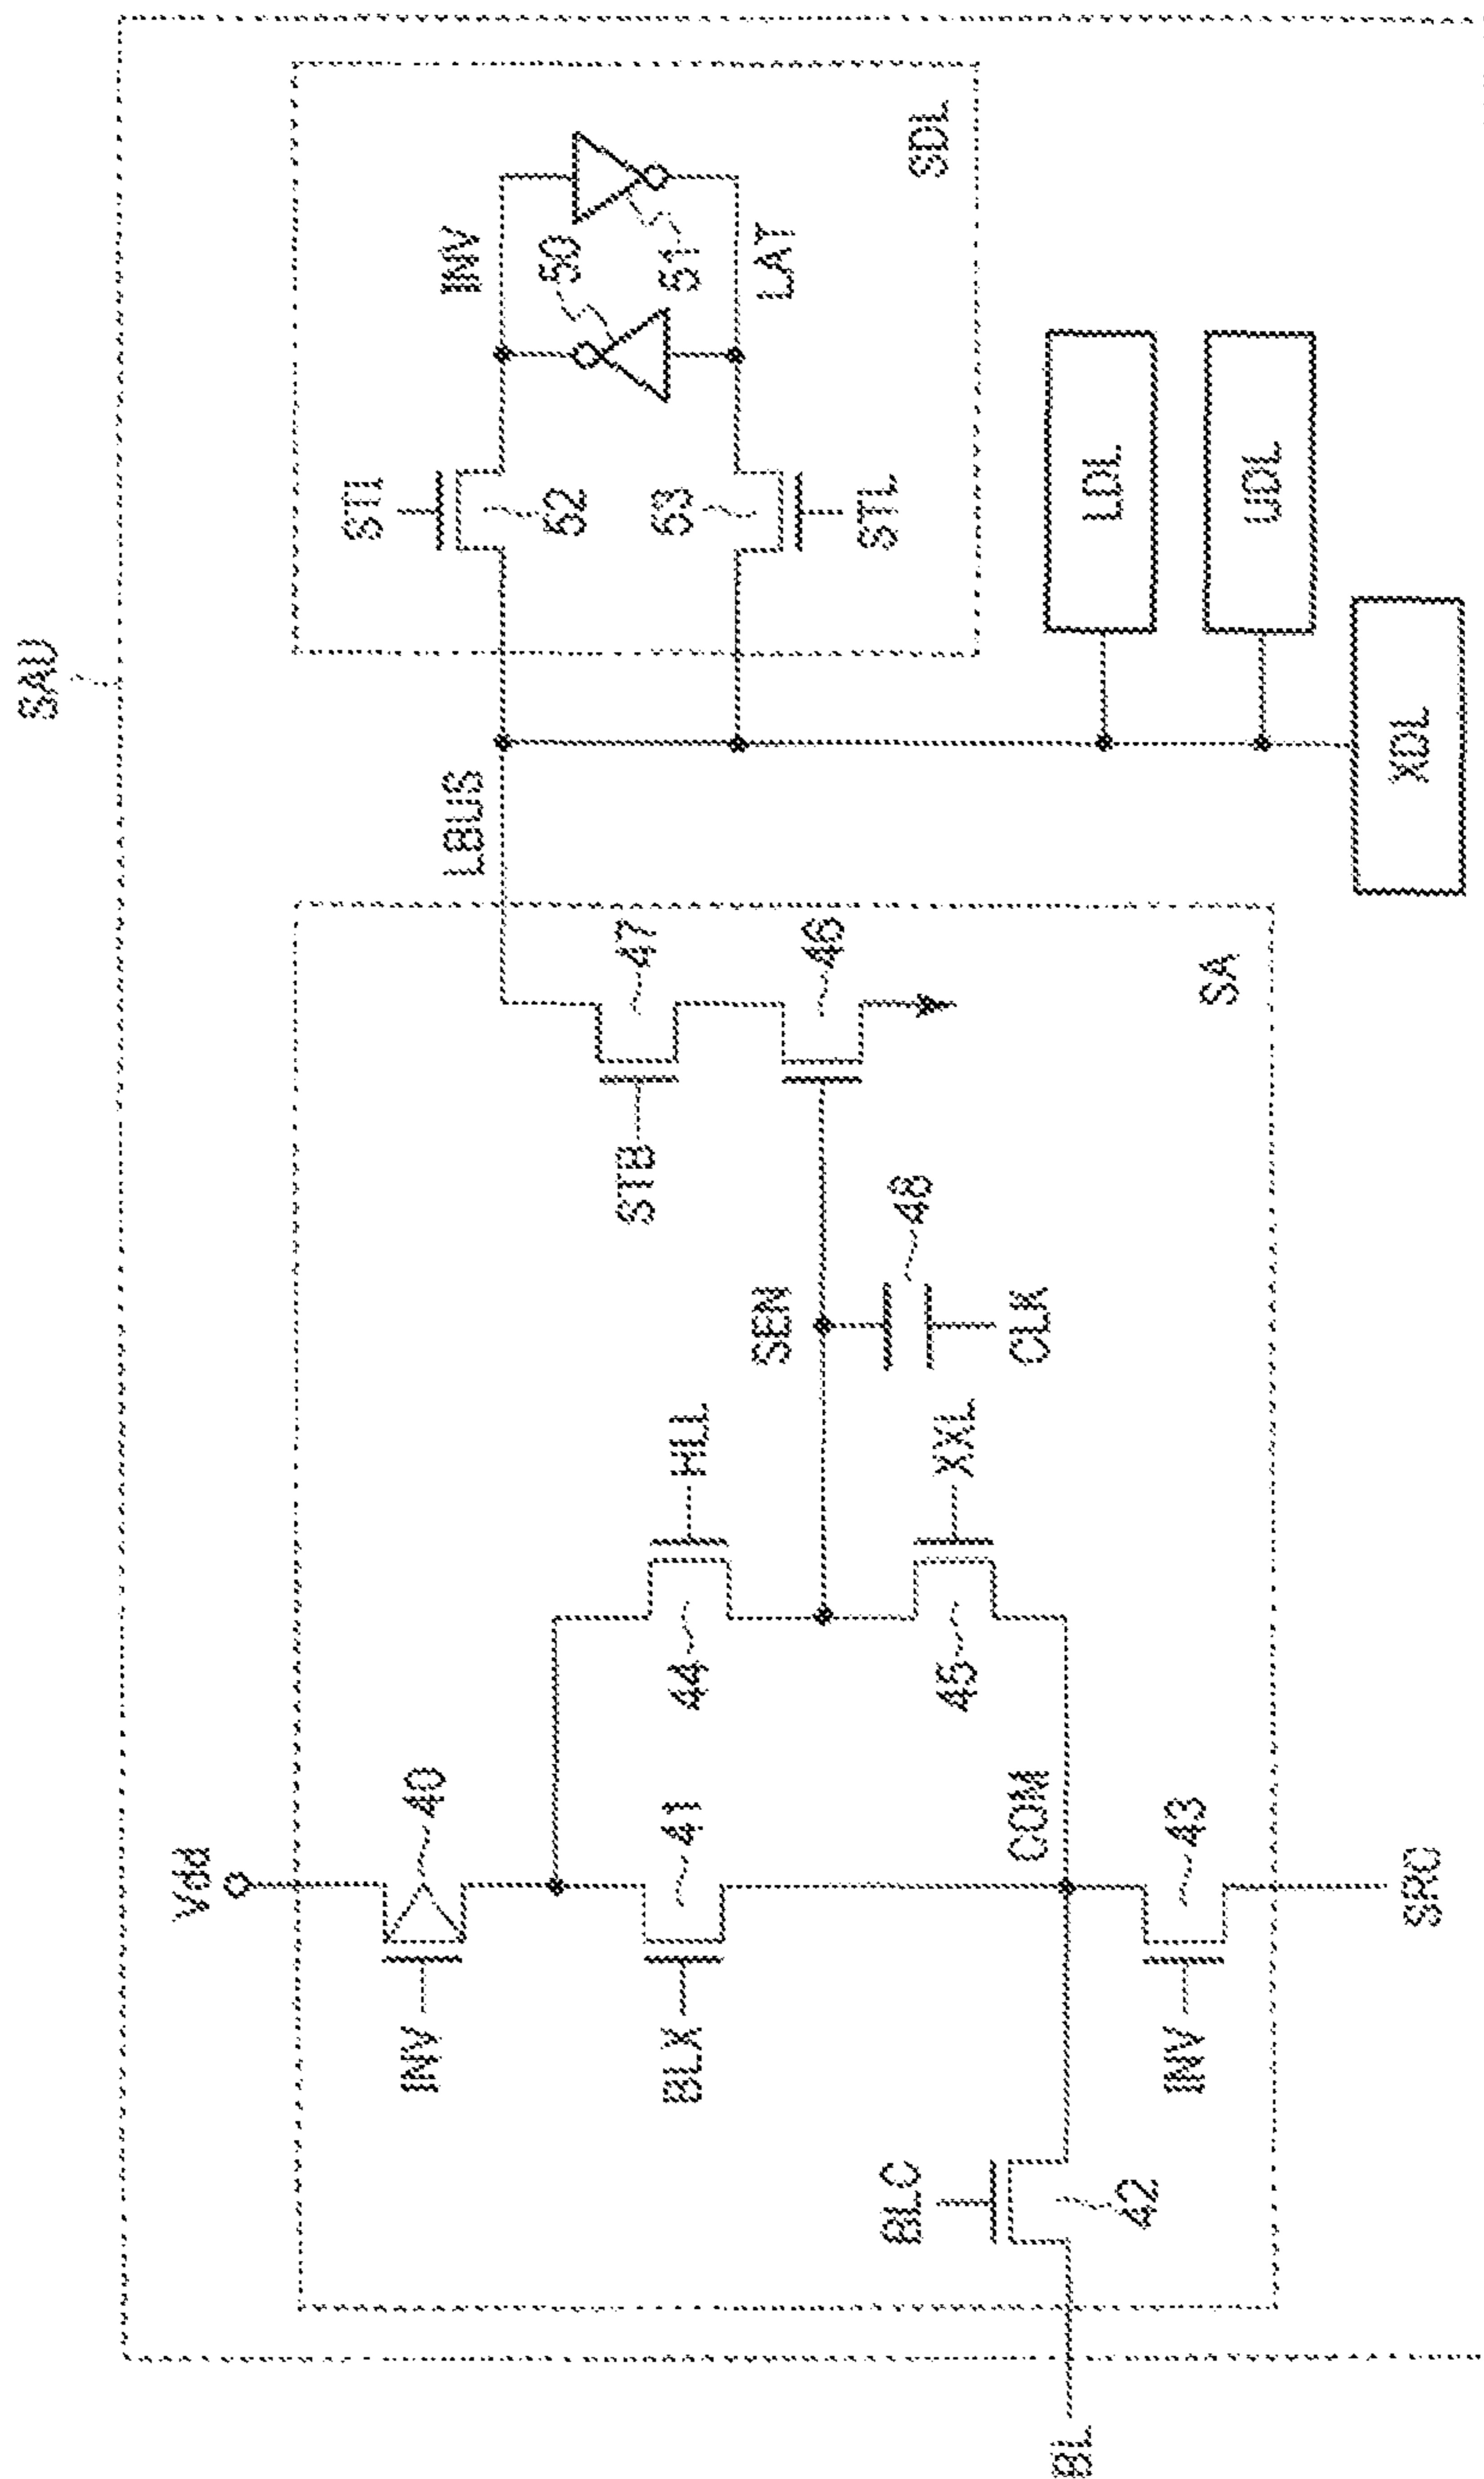 SAU
Vdd
STI
INV
40
LBUS
INV
52
50
STB
47
BLX
41
44
HLL
53
51
SEN
LAT
46
STL
BLC
48
SDL
45
XXL
COM
CLK
BL
LDL
42
INV
43
SA
UDL
XDL
SRC